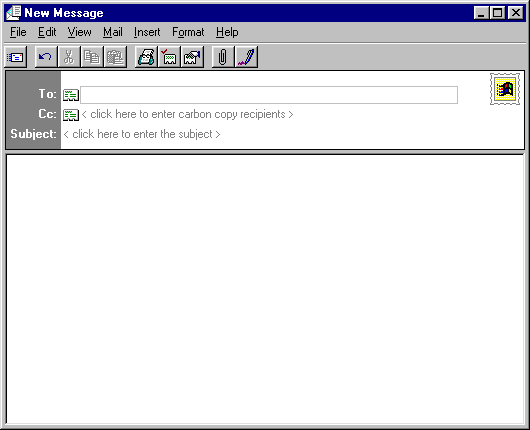 New Message
File Edit View Mail Insert Format Help
To:
Cc: < click here to enter carbon copy recipients >
Subject: < click here to enter the subject >